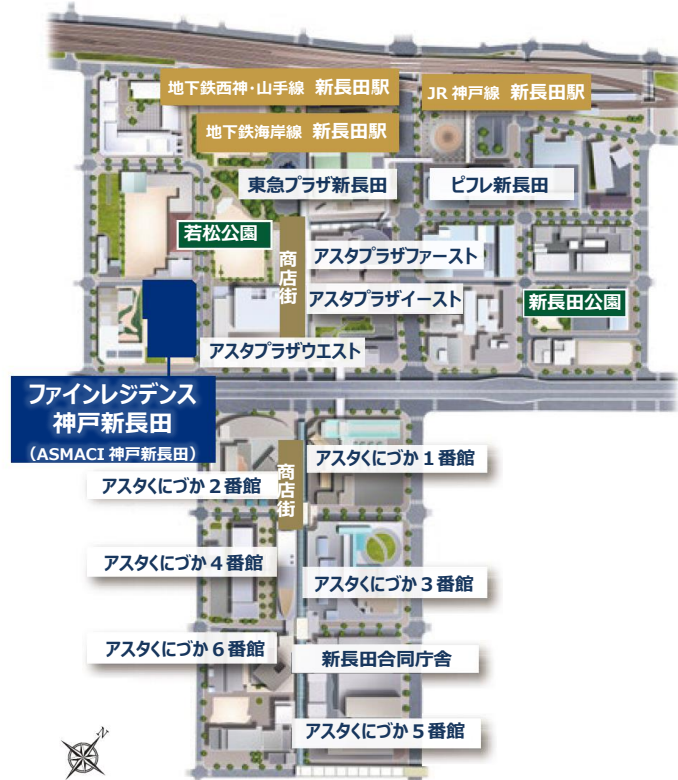 地下鉄西神・山手線 新長田駅
JR 神戸線 新長田駅
地下鉄海岸線 新長田駅
東急プラザ新長田
ピフレ新長田
若松公園
商店街
アスタプラザファースト
アスタプラザイースト
新長田公園
アスタプラザウエスト
ファインレジデンス
神戸新長田
（ASMACI 神戸新長田）
商店街
アスタくにづか１番館
アスタくにづか２番館
アスタくにづか４番館
アスタくにづか３番館
アスタくにづか６番館
新長田合同庁舎
アスタくにづか５番館
N